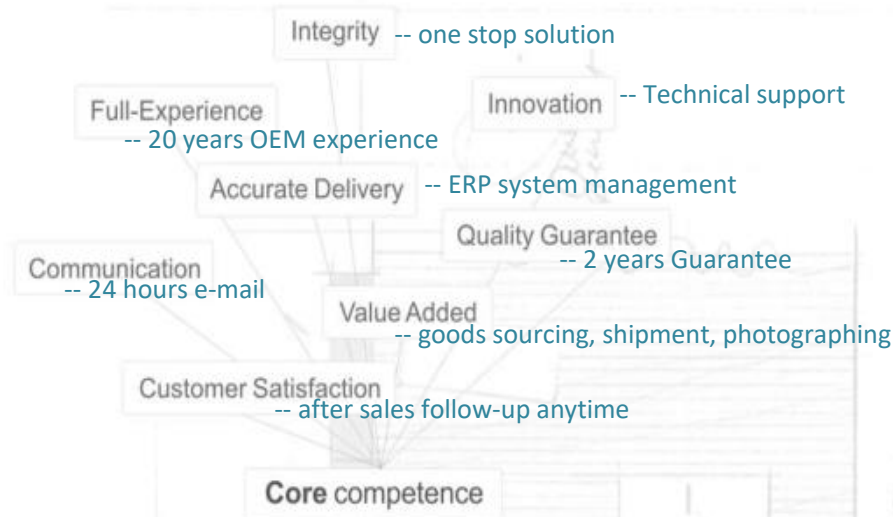 Integrity -- one stop solution
Innovation -- Technical support
Full-Experience
-- 20 years OEM experience
Accurate Delivery -- ERP system management
Quality Guarantee
-- 2 years Guarantee
Communication
-- 24 hours e-mail
Value Added
-- goods sourcing, shipment, photographing
Customer Satisfaction
-- after sales follow-up anytime
Core competence